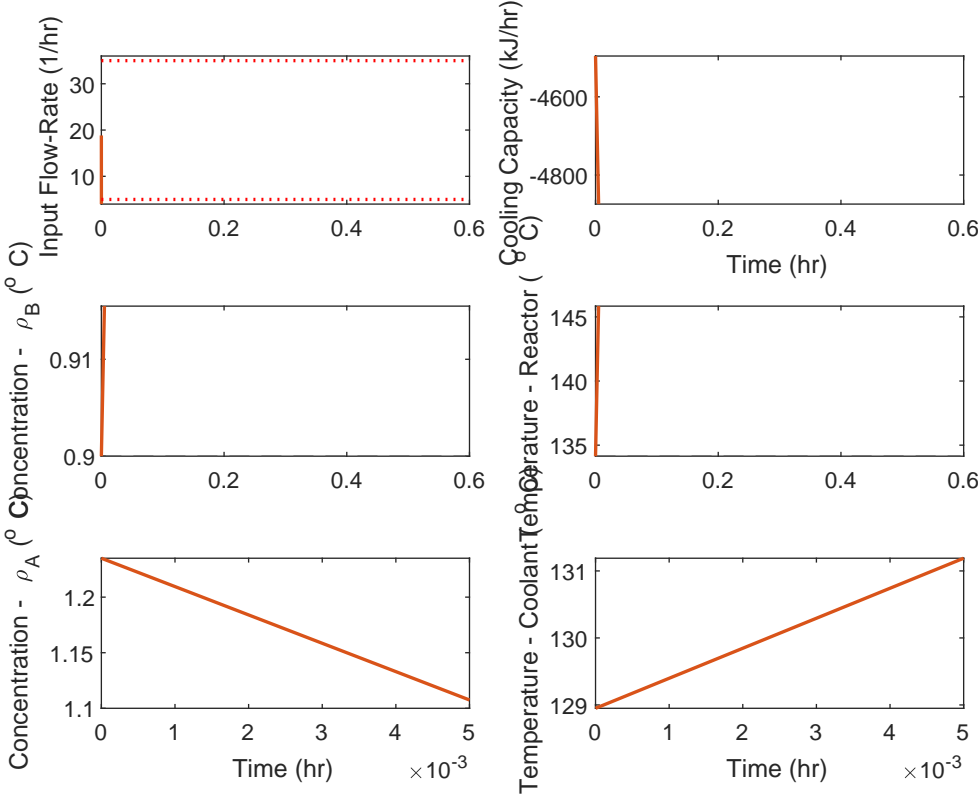 Input Flow-Rate (1/hr)
30
20
10
0 0.2 0.4 0.6
Cooling Capacity (kJ/hr)
-4600
-4800
0 0.2 0.4 0.6
Time (hr)
Concentration - ρB (o C)
0.91
0.9
0 0.2 0.4 0.6
Temperature - Reactor (o C)
145
140
135
0 0.2 0.4 0.6
Concentration - ρA (o C)
1.2
1.15
1.1
0 1 2 3 4 5
Time (hr) ×10-3
Temperature - Coolant (o C)
131
130
129
0 1 2 3 4 5
Time (hr) ×10-3